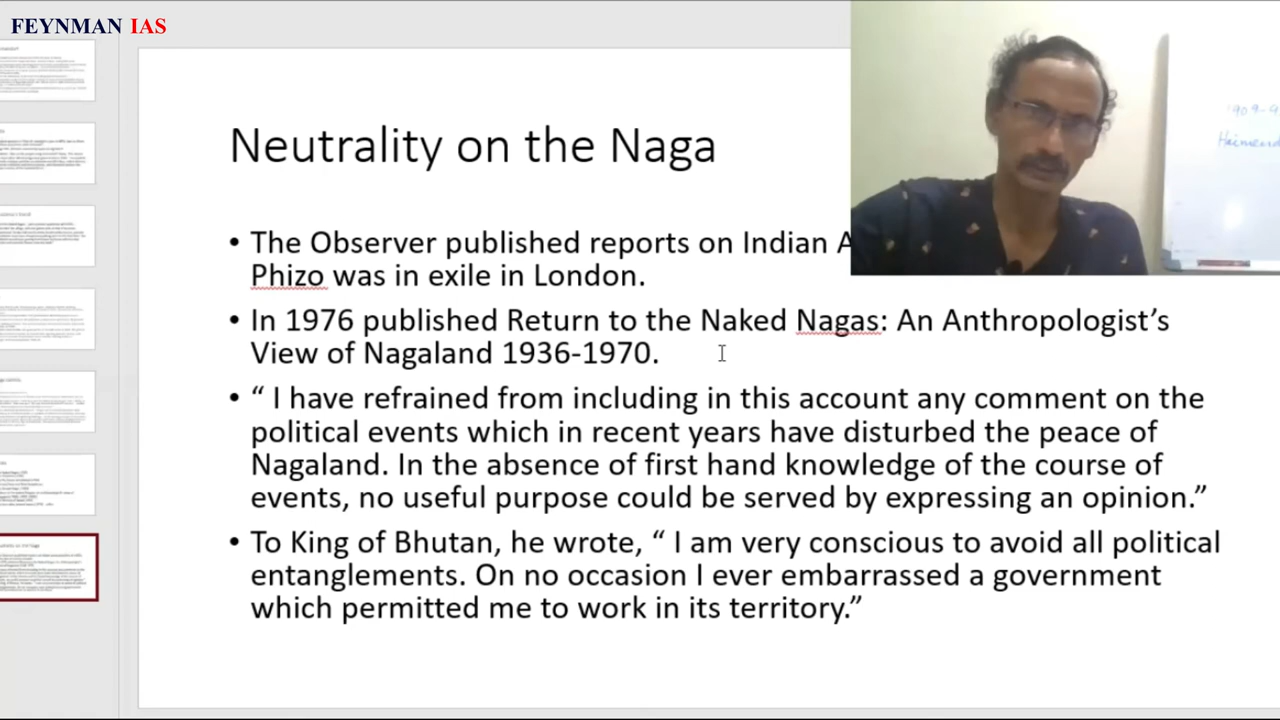 FEYNMAN IAS
Neutrality on the Naga
• The Observer published reports on Indian
Phizo was in exile in London.
• In 1976 published Return to the Naked Nagas: An Anthropologist’s
View of Nagaland 1936-1970.
• “ I have refrained from including in this account any comment on the
political events which in recent years have disturbed the peace of
Nagaland. In the absence of first hand knowledge of the course of
events, no useful purpose could be served by expressing an opinion.”
• To King of Bhutan, he wrote, “ I am very conscious to avoid all political
entanglements. On no occasion I ever embarrassed a government
which permitted me to work in its territory.”